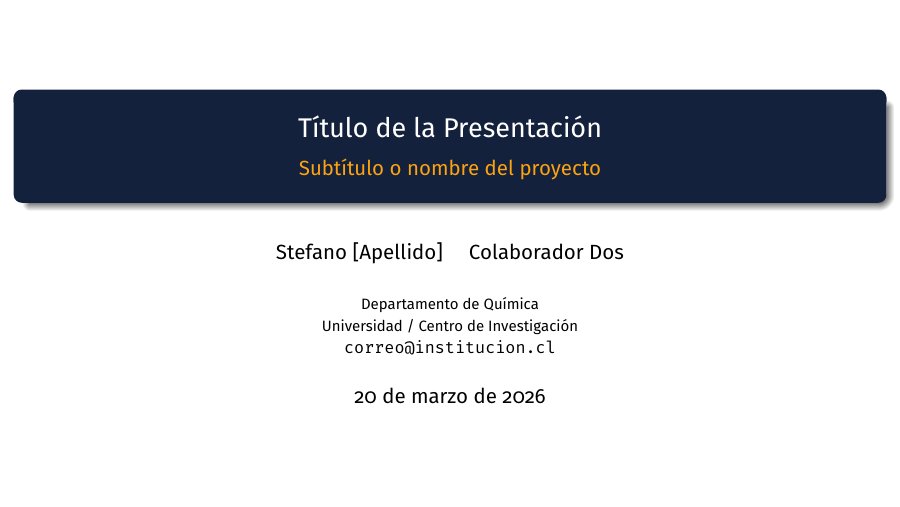 Título de la Presentación
Subtítulo o nombre del proyecto
Stefano [Apellido] Colaborador Dos
Departamento de Química
Universidad / Centro de Investigación
correo@institucion.cl
20 de marzo de 2026